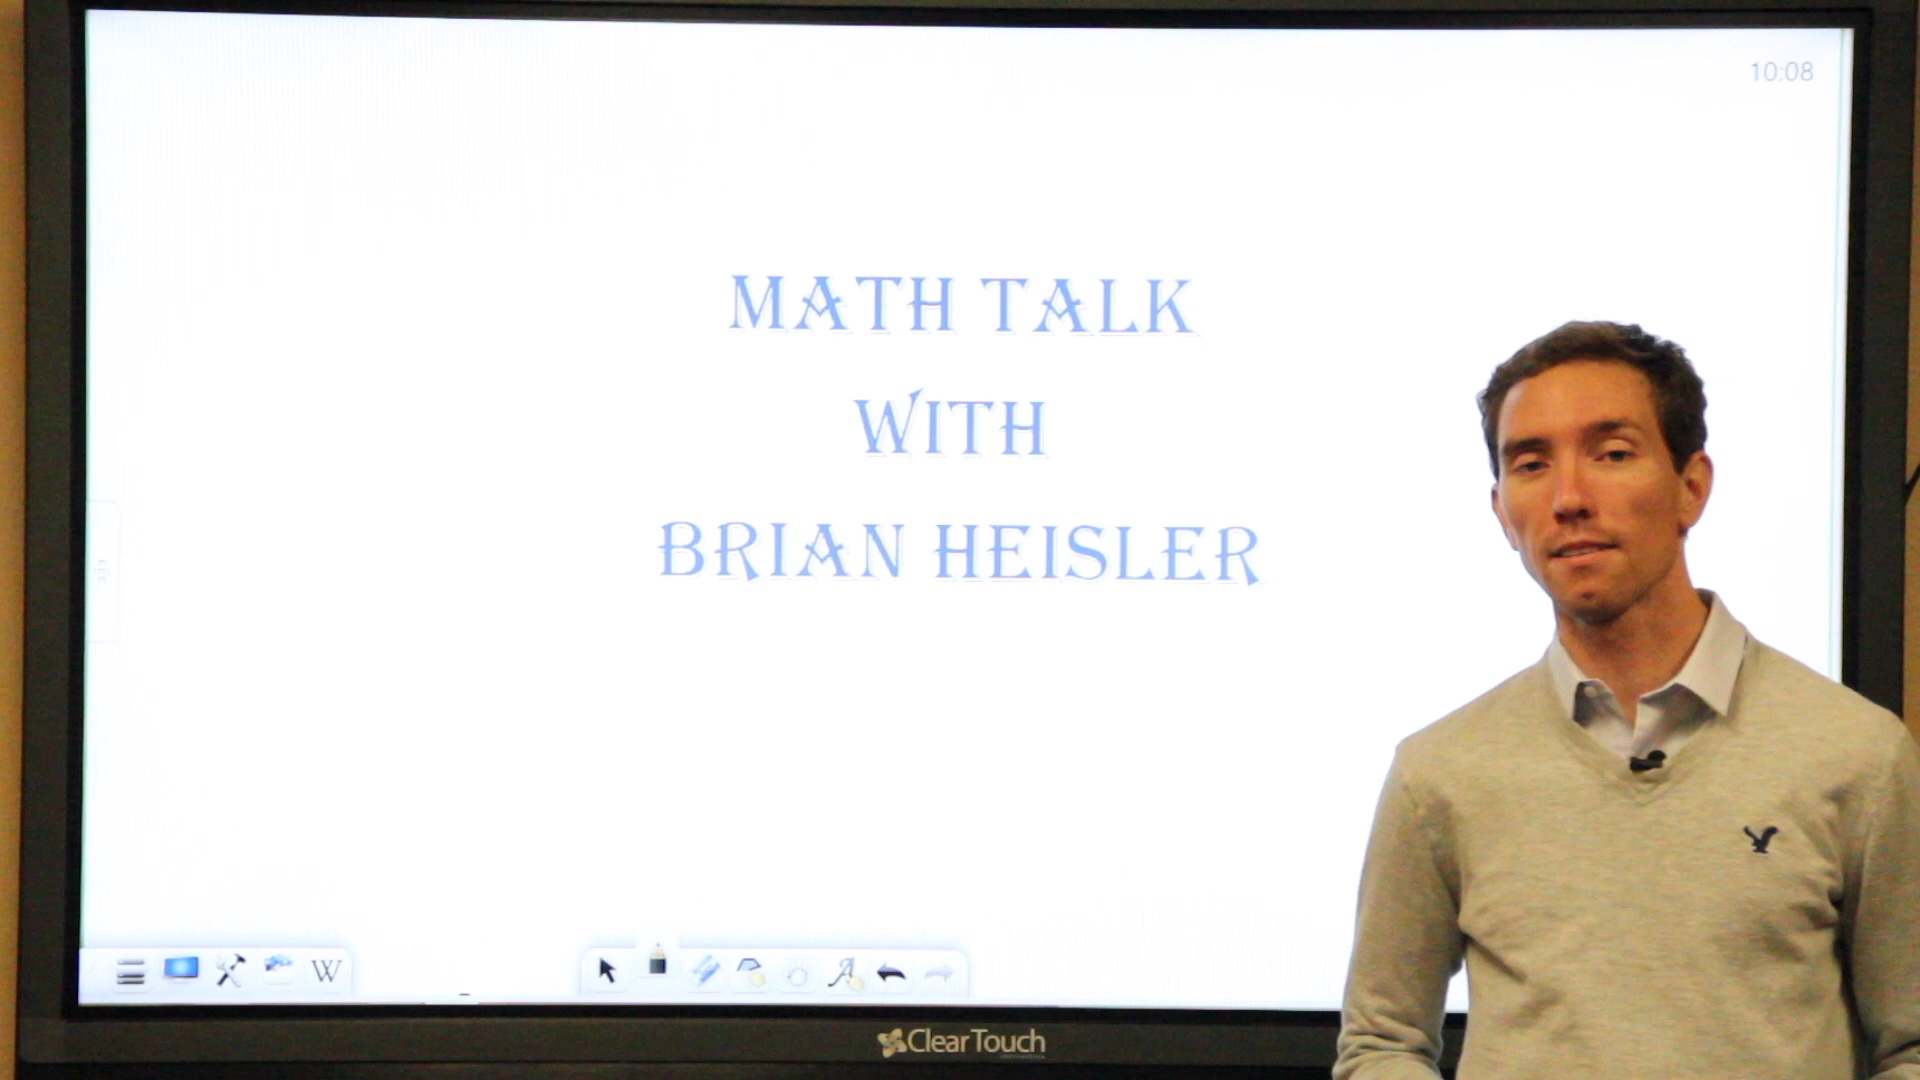 10:08
MATH TALK
WITH
BRIAN HEISLER
W
A
ClearTouch